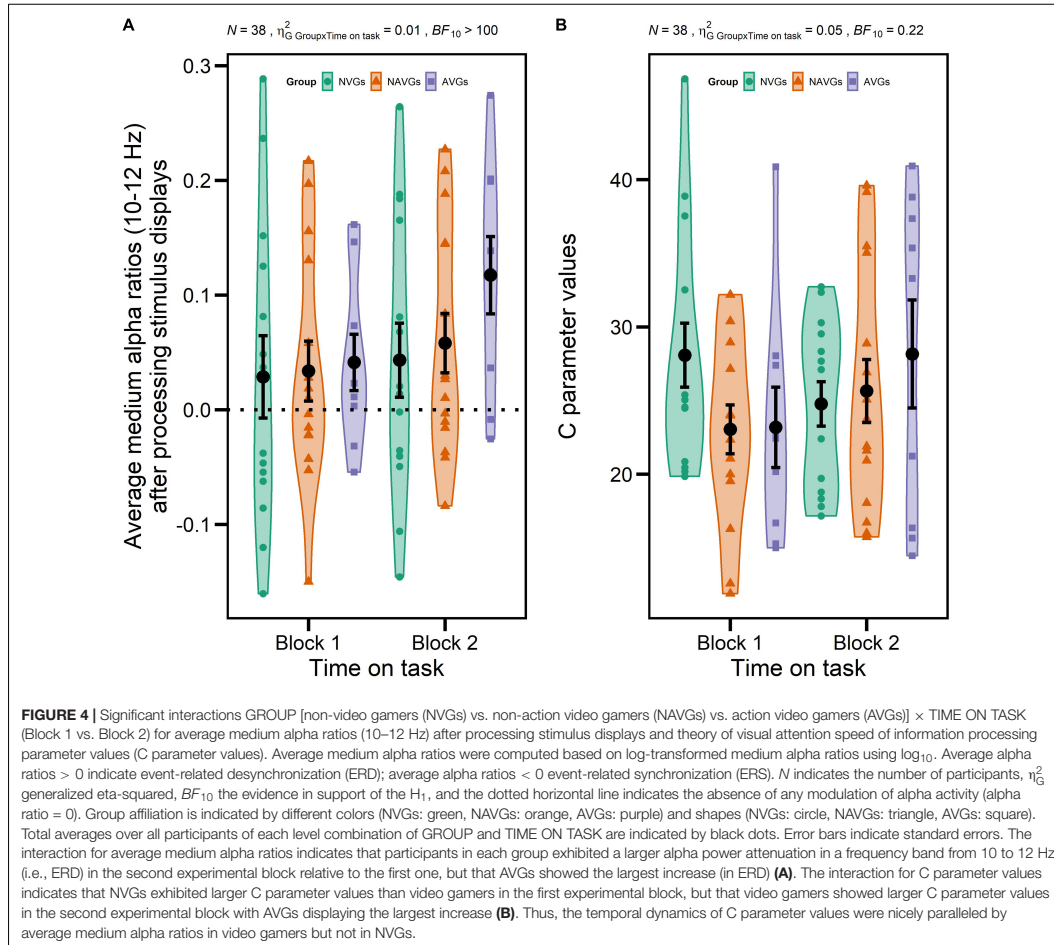 A
N = 38 , η²G GroupxTime on task = 0.01 , BF10 > 100
Group NVGs NAVGs AVGs
Average medium alpha ratios (10-12 Hz)
after processing stimulus displays
0.3
0.2
0.1
0.0
-0.1
Block 1 Block 2
Time on task
B
N = 38 , η²G GroupxTime on task = 0.05 , BF10 = 0.22
Group NVGs NAVGs AVGs
C parameter values
40
30
20
Block 1 Block 2
Time on task
FIGURE 4 | Significant interactions GROUP [non-video gamers (NVGs) vs. non-action video gamers (NAVGs) vs. action video gamers (AVGs)] × TIME ON TASK
(Block 1 vs. Block 2) for average medium alpha ratios (10–12 Hz) after processing stimulus displays and theory of visual attention speed of information processing
parameter values (C parameter values). Average medium alpha ratios were computed based on log-transformed medium alpha ratios using log10. Average alpha
ratios > 0 indicate event-related desynchronization (ERD); average alpha ratios < 0 event-related synchronization (ERS). N indicates the number of participants, η²G
generalized eta-squared, BF10 the evidence in support of the H1, and the dotted horizontal line indicates the absence of any modulation of alpha activity (alpha
ratio = 0). Group affiliation is indicated by different colors (NVGs: green, NAVGs: orange, AVGs: purple) and shapes (NVGs: circle, NAVGs: triangle, AVGs: square).
Total averages over all participants of each level combination of GROUP and TIME ON TASK are indicated by black dots. Error bars indicate standard errors. The
interaction for average medium alpha ratios indicates that participants in each group exhibited a larger alpha power attenuation in a frequency band from 10 to 12 Hz
(i.e., ERD) in the second experimental block relative to the first one, but that AVGs showed the largest increase (in ERD) (A). The interaction for C parameter values
indicates that NVGs exhibited larger C parameter values than video gamers in the first experimental block, but that video gamers showed larger C parameter values
in the second experimental block with AVGs displaying the largest increase (B). Thus, the temporal dynamics of C parameter values were nicely paralleled by
average medium alpha ratios in video gamers but not in NVGs.